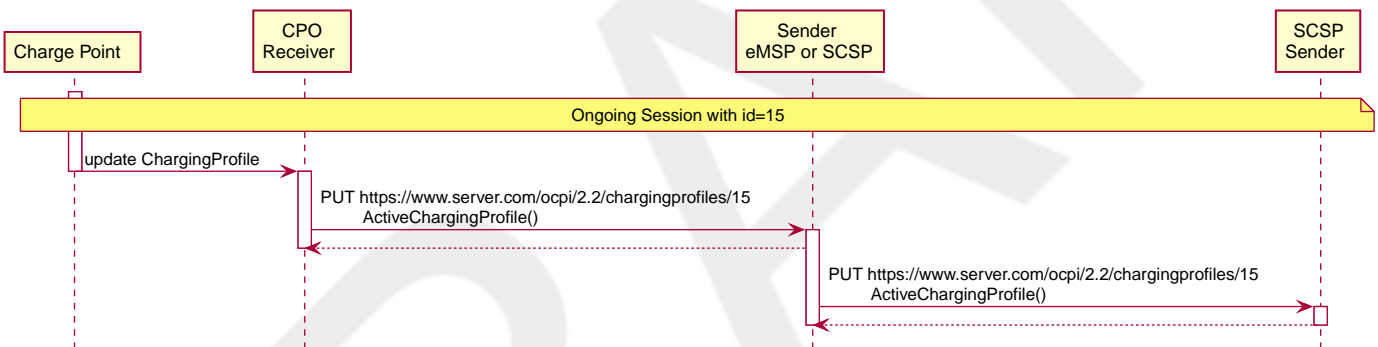 Charge Point
CPO
Receiver
Sender
eMSP or SCSP
SCSP
Sender
Ongoing Session with id=15
update ChargingProfile
PUT https://www.server.com/ocpi/2.2/chargingprofiles/15
ActiveChargingProfile()
PUT https://www.server.com/ocpi/2.2/chargingprofiles/15
ActiveChargingProfile()